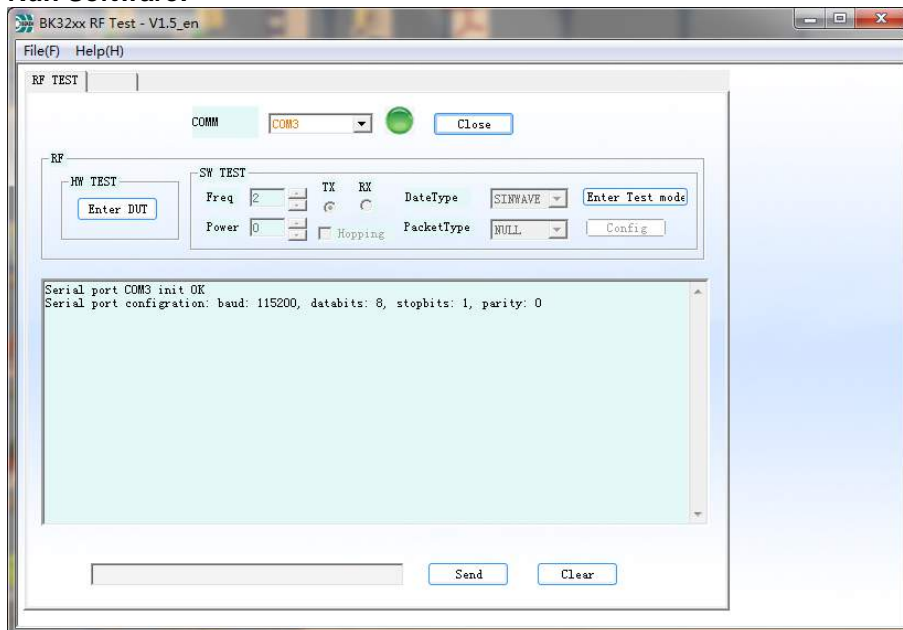 Run Software:
BK32xx RF Test - V1.5_en
File(F) Help(H)
RF TEST
COMM COM3 Close
RF
HW TEST SW TEST
Freq 2 TX RX DateType SINWAVE Enter Test mode
Enter DUT
Power 0 Hopping PacketType NULL Config
Serial port COM3 init OK
Serial port configration: baud: 115200, databits: 8, stopbits: 1, parity: 0
Send Clear